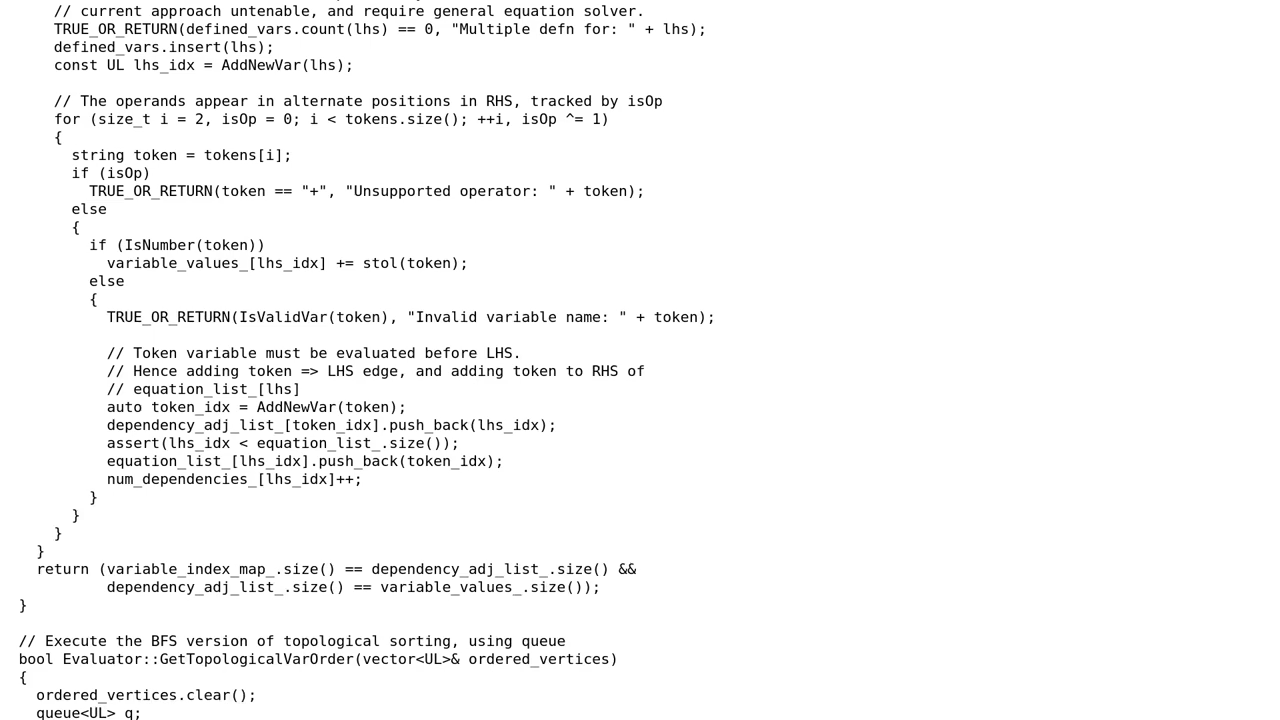 // current approach untenable, and require general equation solver.
TRUE_OR_RETURN(defined_vars.count(lhs) == 0, "Multiple defn for: " + lhs);
defined_vars.insert(lhs);
const UL lhs_idx = AddNewVar(lhs);
// The operands appear in alternate positions in RHS, tracked by isOp
for (size_t i = 2, isOp = 0; i < tokens.size(); ++i, isOp ^= 1)
{
string token = tokens[i];
if (isOp)
TRUE_OR_RETURN(token == "+", "Unsupported operator: " + token);
else
{
if (IsNumber(token))
variable_values_[lhs_idx] += stol(token);
else
{
TRUE_OR_RETURN(IsValidVar(token), "Invalid variable name: " + token);
// Token variable must be evaluated before LHS.
// Hence adding token => LHS edge, and adding token to RHS of
// equation_list_[lhs]
auto token_idx = AddNewVar(token);
dependency_adj_list_[token_idx].push_back(lhs_idx);
assert(lhs_idx < equation_list_.size());
equation_list_[lhs_idx].push_back(token_idx);
num_dependencies_[lhs_idx]++;
}
}
}
}
return (variable_index_map_.size() == dependency_adj_list_.size() &&
dependency_adj_list_.size() == variable_values_.size());
}
// Execute the BFS version of topological sorting, using queue
bool Evaluator::GetTopologicalVarOrder(vector<UL>& ordered_vertices)
{
ordered_vertices.clear();
queue<UL> q;